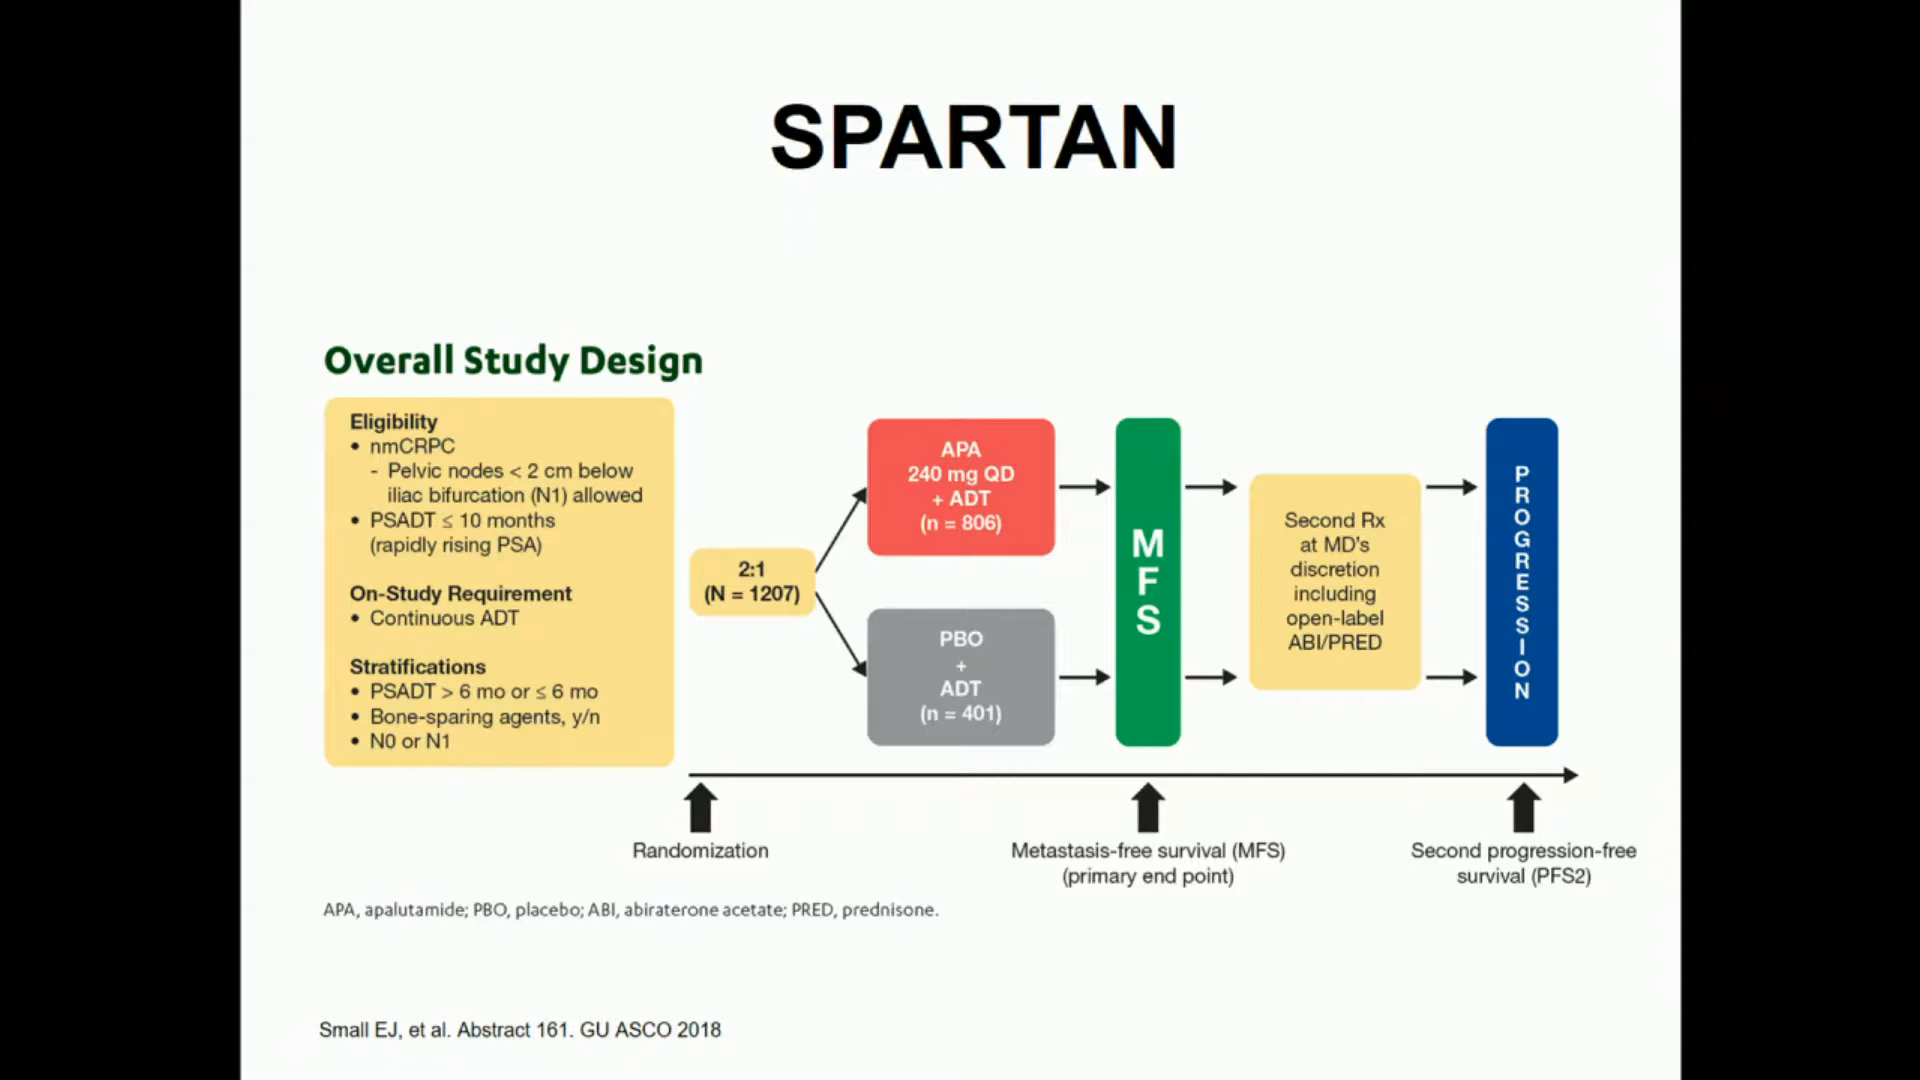 SPARTAN
Overall Study Design
Eligibility
• nmCRPC
- Pelvic nodes < 2 cm below
iliac bifurcation (N1) allowed
• PSADT ≤ 10 months
(rapidly rising PSA)
On-Study Requirement
• Continuous ADT
Stratifications
• PSADT > 6 mo or ≤ 6 mo
• Bone-sparing agents, y/n
• N0 or N1
2:1
(N = 1207)
APA
240 mg QD
+ ADT
(n = 806)
PBO
+
ADT
(n = 401)
M
F
S
Second Rx
at MD's
discretion
including
open-label
ABI/PRED
P
R
O
G
R
E
S
S
I
O
N
Randomization
Metastasis-free survival (MFS)
(primary end point)
Second progression-free
survival (PFS2)
APA, apalutamide; PBO, placebo; ABI, abiraterone acetate; PRED, prednisone.
Small EJ, et al. Abstract 161. GU ASCO 2018